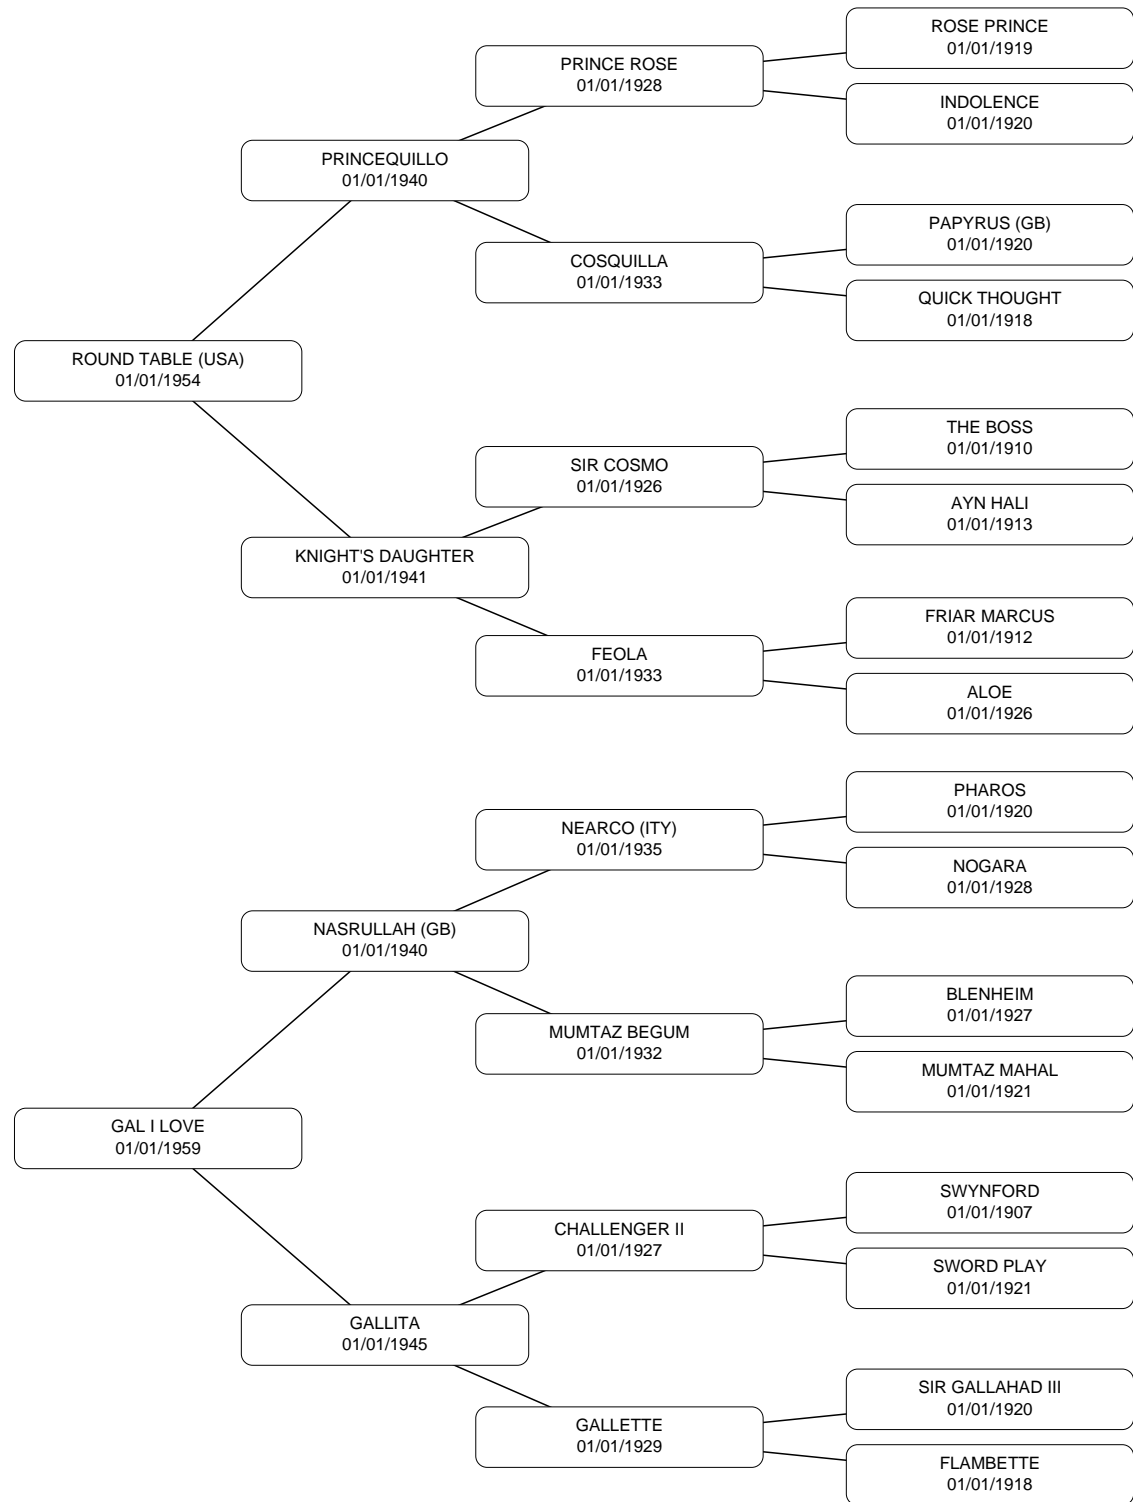 ROSE PRINCE
01/01/1919
PRINCE ROSE
01/01/1928
INDOLENCE
01/01/1920
PRINCEQUILLO
01/01/1940
PAPYRUS (GB)
01/01/1920
COSQUILLA
01/01/1933
QUICK THOUGHT
01/01/1918
ROUND TABLE (USA)
01/01/1954
THE BOSS
01/01/1910
SIR COSMO
01/01/1926
AYN HALI
01/01/1913
KNIGHT'S DAUGHTER
01/01/1941
FRIAR MARCUS
01/01/1912
FEOLA
01/01/1933
ALOE
01/01/1926
PHAROS
01/01/1920
NEARCO (ITY)
01/01/1935
NOGARA
01/01/1928
NASRULLAH (GB)
01/01/1940
BLENHEIM
01/01/1927
MUMTAZ BEGUM
01/01/1932
MUMTAZ MAHAL
01/01/1921
GAL I LOVE
01/01/1959
SWYNFORD
01/01/1907
CHALLENGER II
01/01/1927
SWORD PLAY
01/01/1921
GALLITA
01/01/1945
SIR GALLAHAD III
01/01/1920
GALLETTE
01/01/1929
FLAMBETTE
01/01/1918